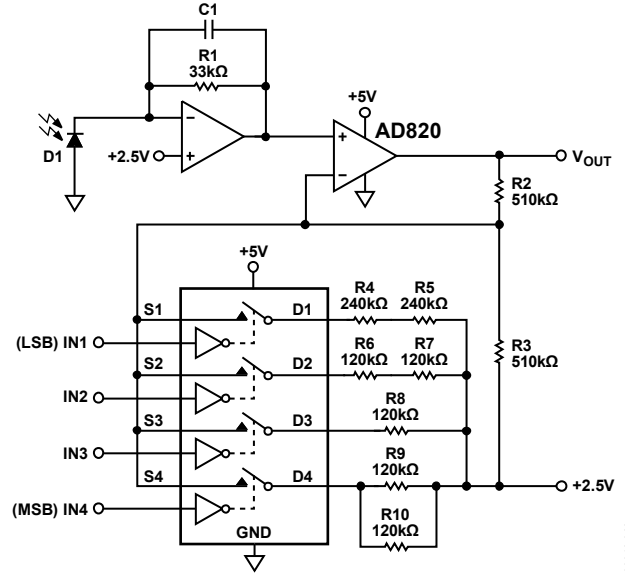 C1
R1
33kΩ
+5V
AD820
D1
−
+
+2.5V
+
−
VOUT
R2
510kΩ
+5V
S1
D1
R4
240kΩ
R5
240kΩ
(LSB) IN1
S2
D2
R6
120kΩ
R7
120kΩ
R3
510kΩ
IN2
S3
D3
R8
120kΩ
IN3
S4
D4
R9
120kΩ
+2.5V
(MSB) IN4
R10
120kΩ
GND